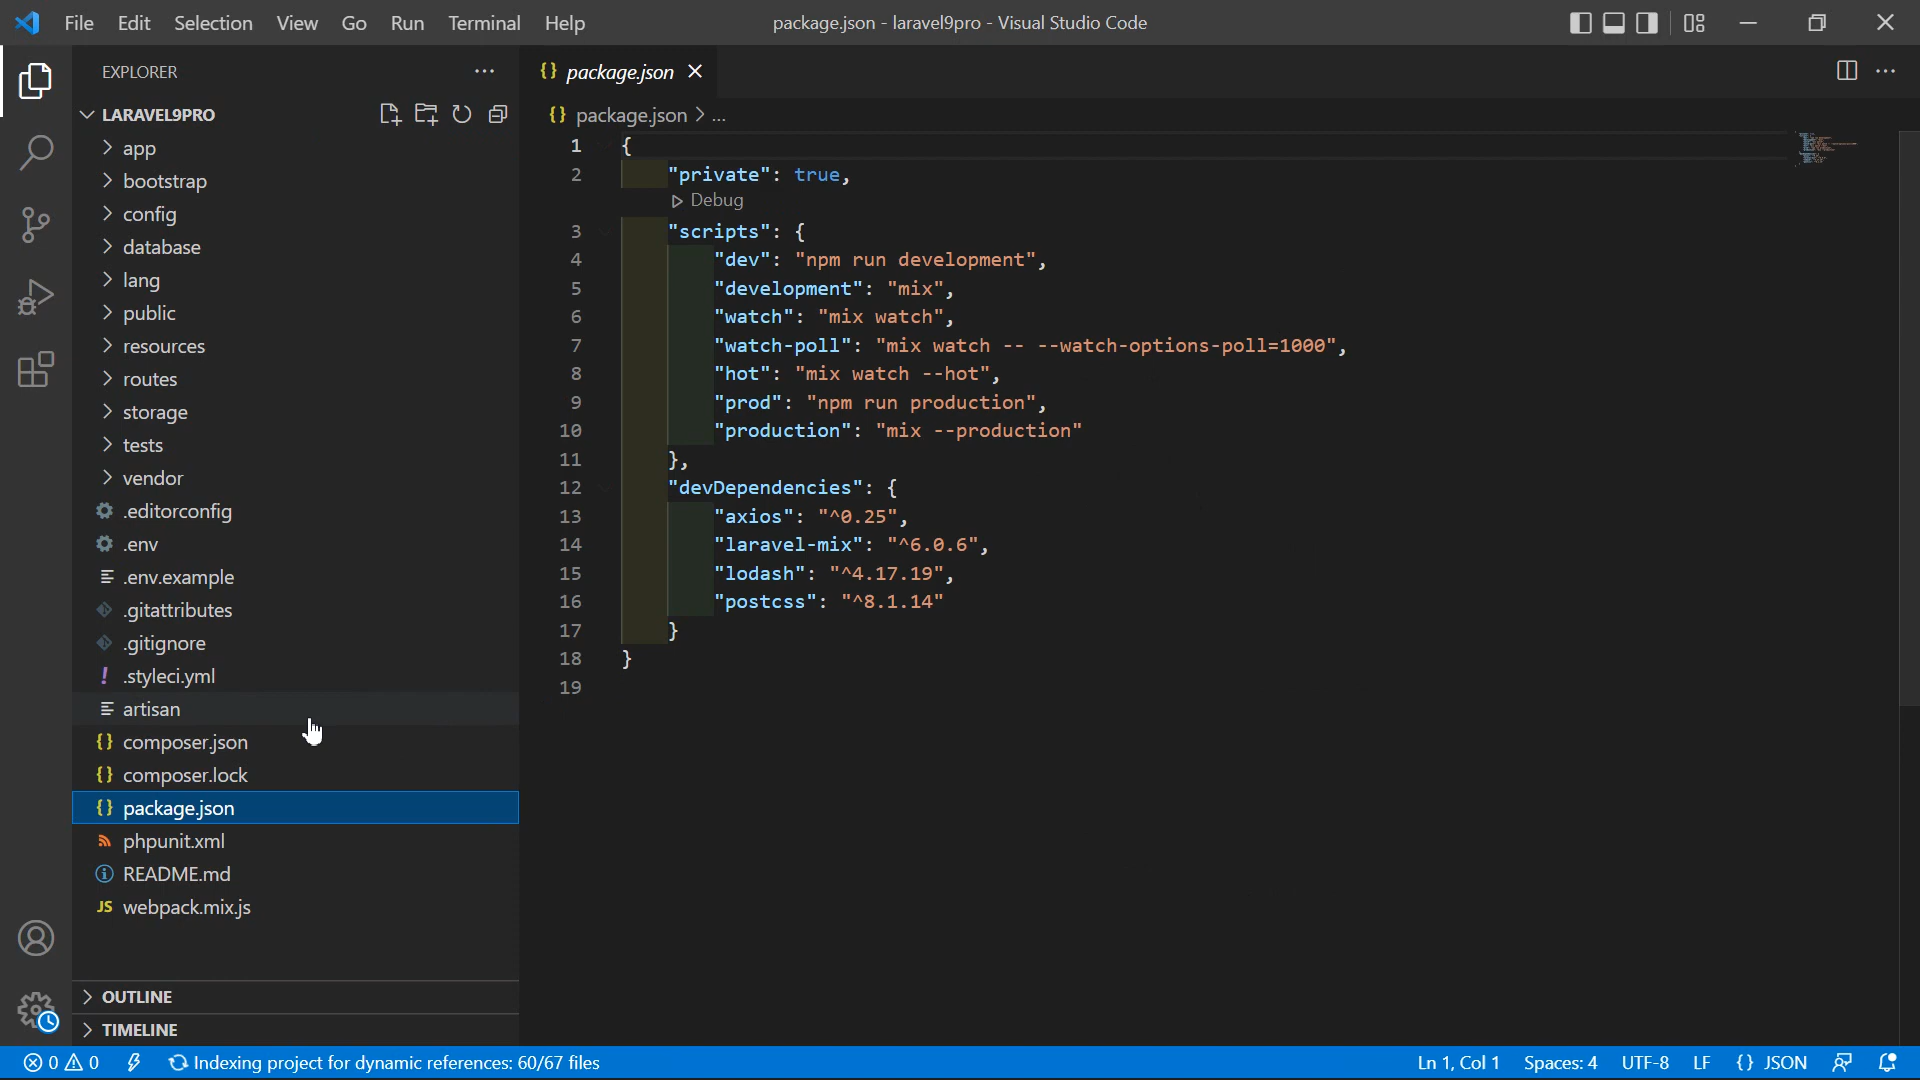 File Edit Selection View Go Run Terminal Help
package.json - laravel9pro - Visual Studio Code
EXPLORER
LARAVEL9PRO
app
bootstrap
config
database
lang
public
resources
routes
storage
tests
vendor
.editorconfig
.env
.env.example
.gitattributes
.gitignore
! .styleci.yml
artisan
{} composer.json
{} composer.lock
{} package.json
phpunit.xml
README.md
JS webpack.mix.js
OUTLINE
TIMELINE
{} package.json
{} package.json > ...
1 {
2 "private": true,
Debug
3 "scripts": {
4 "dev": "npm run development",
5 "development": "mix",
6 "watch": "mix watch",
7 "watch-poll": "mix watch -- --watch-options-poll=1000",
8 "hot": "mix watch --hot",
9 "prod": "npm run production",
10 "production": "mix --production"
11 },
12 "devDependencies": {
13 "axios": "^0.25",
14 "laravel-mix": "^6.0.6",
15 "lodash": "^4.17.19",
16 "postcss": "^8.1.14"
17 }
18 }
19
0 0 Indexing project for dynamic references: 60/67 files
Ln 1, Col 1 Spaces: 4 UTF-8 LF {} JSON